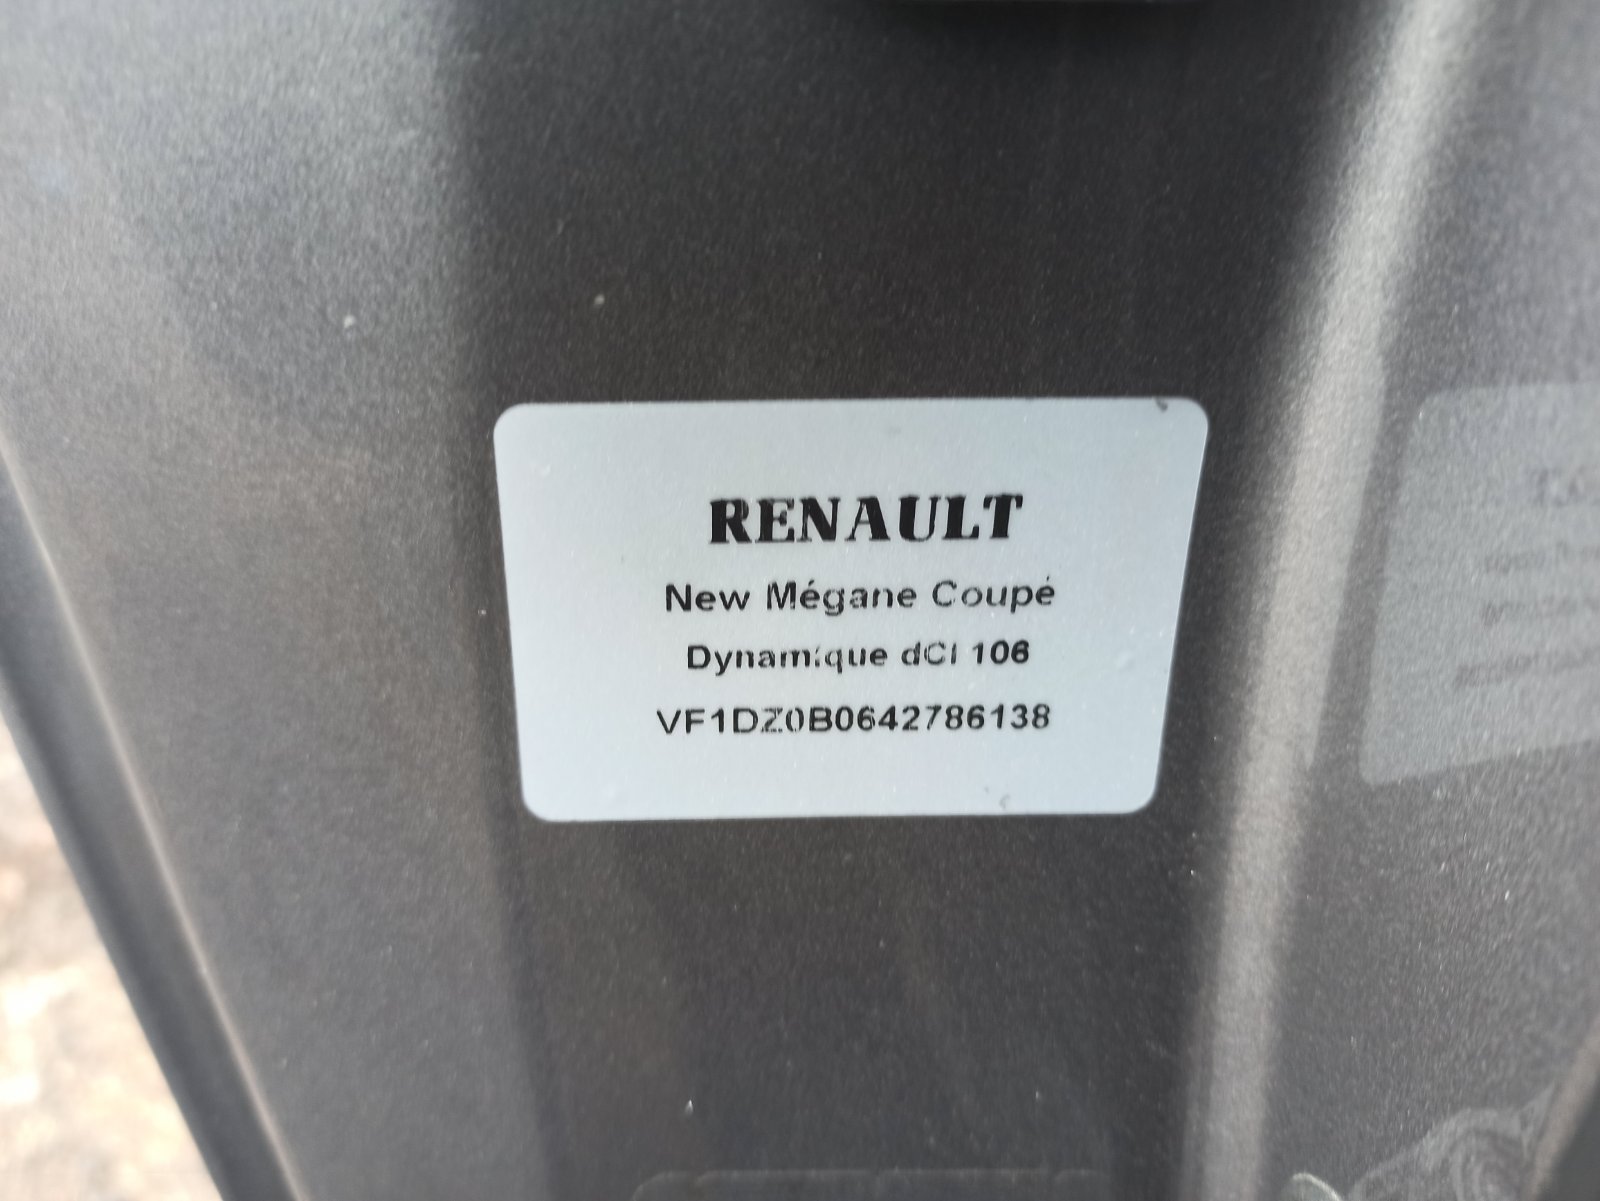 RENAULT
New Mégane Coupé
Dynamique dCi 106
VF1DZ0B0642786138